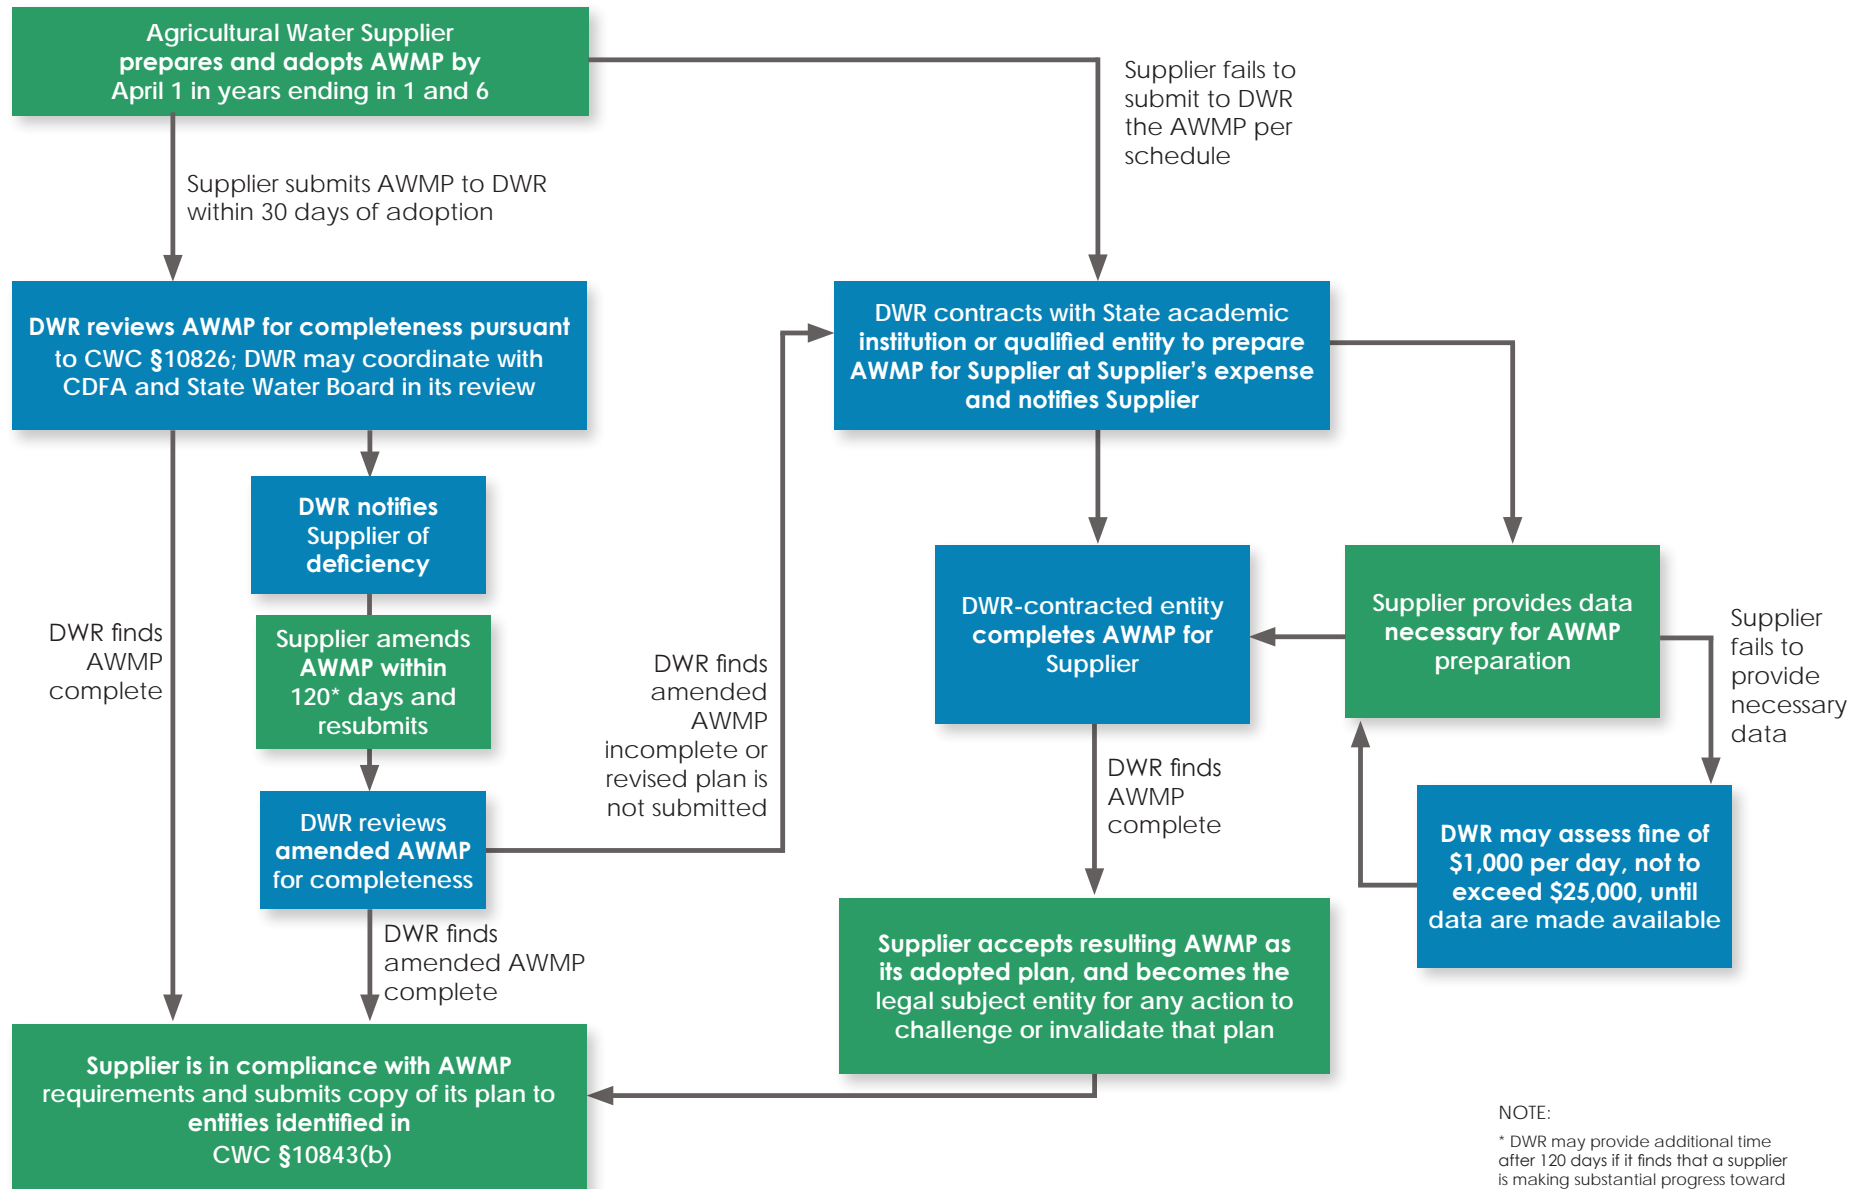 Agricultural Water Supplier
prepares and adopts AWMP by
April 1 in years ending in 1 and 6
Supplier fails to
submit to DWR
the AWMP per
schedule
Supplier submits AWMP to DWR
within 30 days of adoption
DWR reviews AWMP for completeness pursuant
to CWC §10826; DWR may coordinate with
CDFA and State Water Board in its review
DWR contracts with State academic
institution or qualified entity to prepare
AWMP for Supplier at Supplier’s expense
and notifies Supplier
DWR notifies
Supplier of
deficiency
DWR finds
AWMP
complete
Supplier amends
AWMP within
120* days and
resubmits
DWR finds
amended
AWMP
incomplete or
revised plan is
not submitted
DWR-contracted entity
completes AWMP for
Supplier
Supplier provides data
necessary for AWMP
preparation
Supplier
fails to
provide
necessary
data
DWR reviews
amended AWMP
for completeness
DWR finds
AWMP
complete
DWR may assess fine of
$1,000 per day, not to
exceed $25,000, until
data are made available
DWR finds
amended AWMP
complete
Supplier accepts resulting AWMP as
its adopted plan, and becomes the
legal subject entity for any action to
challenge or invalidate that plan
Supplier is in compliance with AWMP
requirements and submits copy of its plan to
entities identified in
CWC §10843(b)
NOTE:
* DWR may provide additional time
after 120 days if it finds that a supplier
is making substantial progress toward